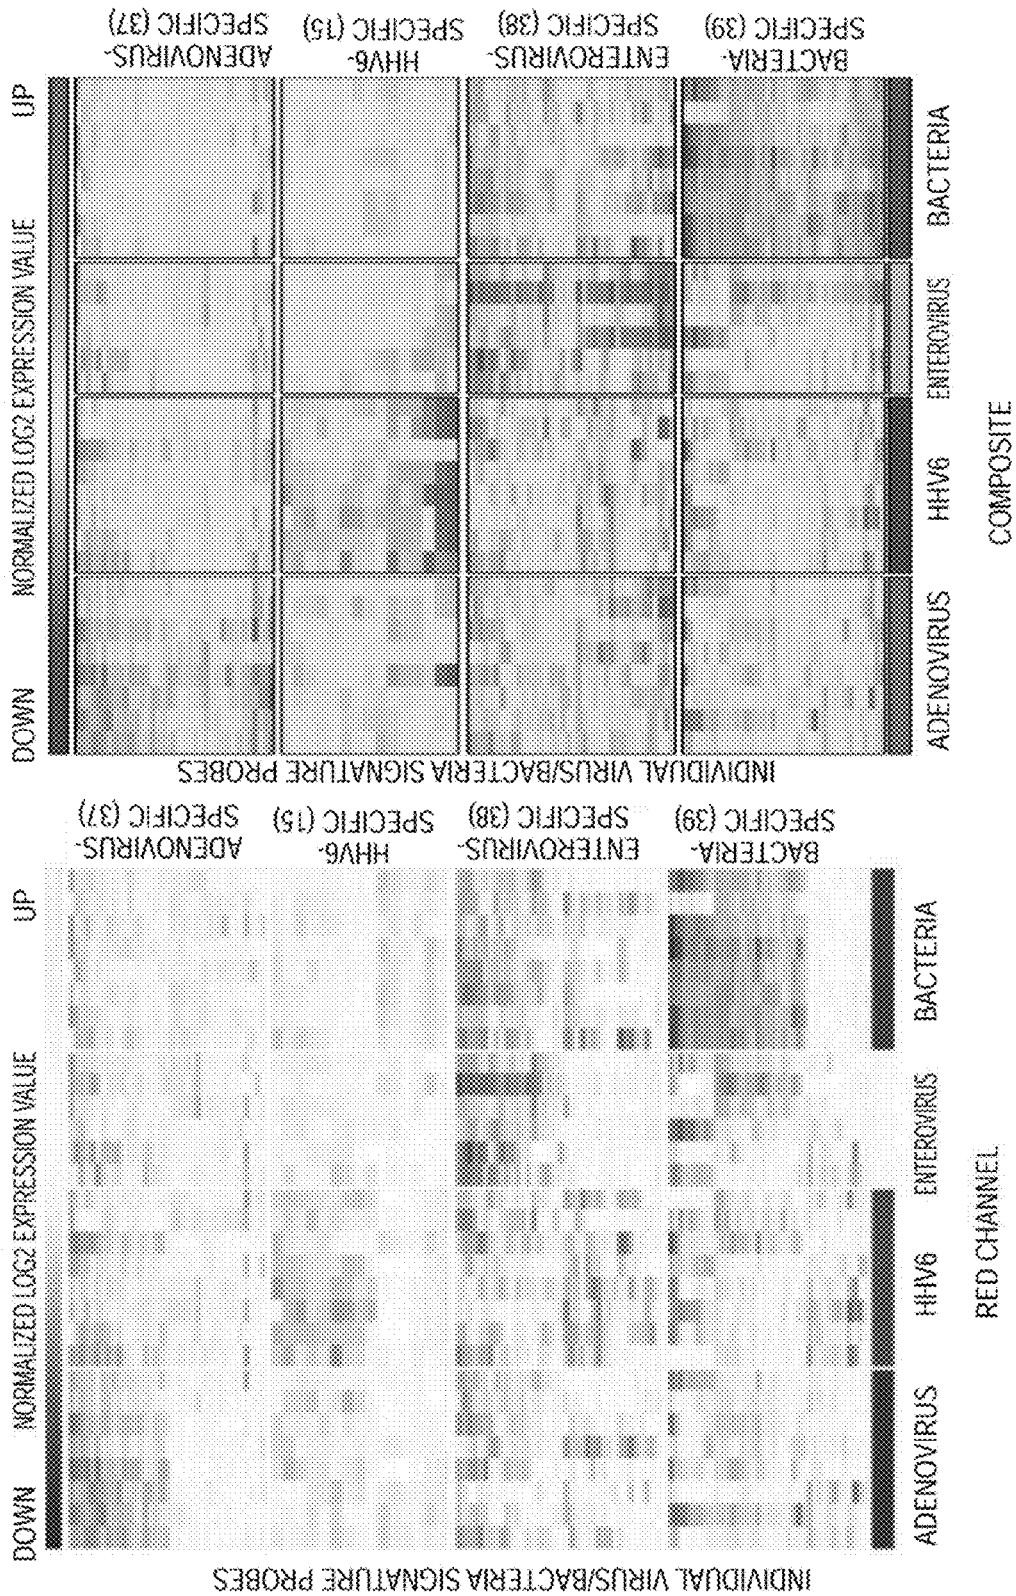 DOWN
NORMALIZED LOG2 EXPRESSION VALUE
UP
INDIVIDUAL VIRUS/BACTERIA SIGNATURE PROBES
ADENOVIRUS-
SPECIFIC (37)
HHV6-
SPECIFIC (15)
ENTEROVIRUS-
SPECIFIC (38)
BACTERIA-
SPECIFIC (39)
ADENOVIRUS
HHV6
ENTEROVIRUS
BACTERIA
RED CHANNEL
DOWN
NORMALIZED LOG2 EXPRESSION VALUE
UP
INDIVIDUAL VIRUS/BACTERIA SIGNATURE PROBES
ADENOVIRUS-
SPECIFIC (37)
HHV6-
SPECIFIC (15)
ENTEROVIRUS-
SPECIFIC (38)
BACTERIA-
SPECIFIC (39)
ADENOVIRUS
HHV6
ENTEROVIRUS
BACTERIA
COMPOSITE